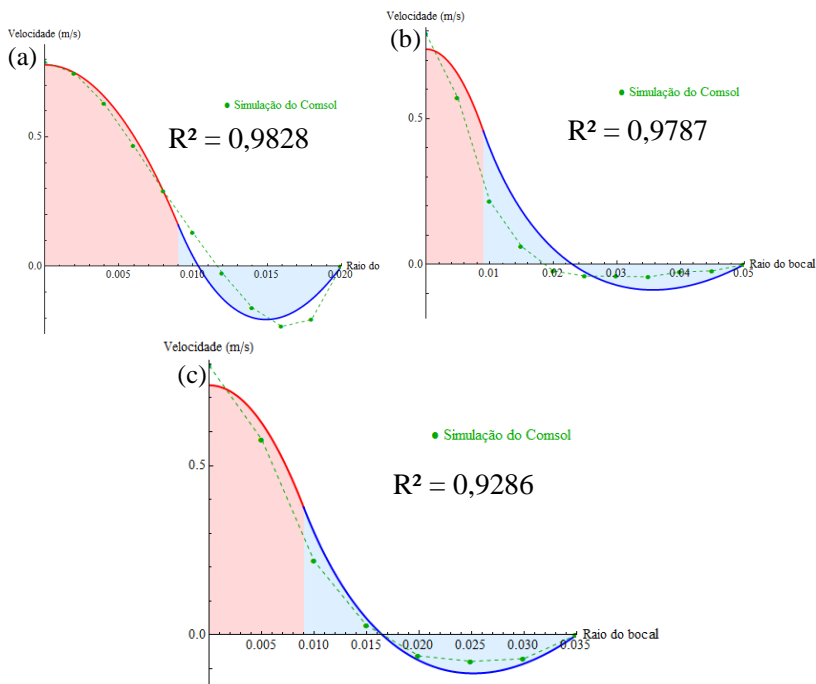 Velocidade (m/s)
(a)
Simulação do Comsol
R² = 0,9828
0.5
0.0
0.005
0.010
0.015
0.020
Raio do
Velocidade (m/s)
(b)
Simulação do Comsol
R² = 0,9787
0.5
0.0
0.01
0.02
0.03
0.04
0.05
Raio do bocal
Velocidade (m/s)
(c)
Simulação do Comsol
R² = 0,9286
0.5
0.0
0.005
0.010
0.015
0.020
0.025
0.030
0.035
Raio do bocal